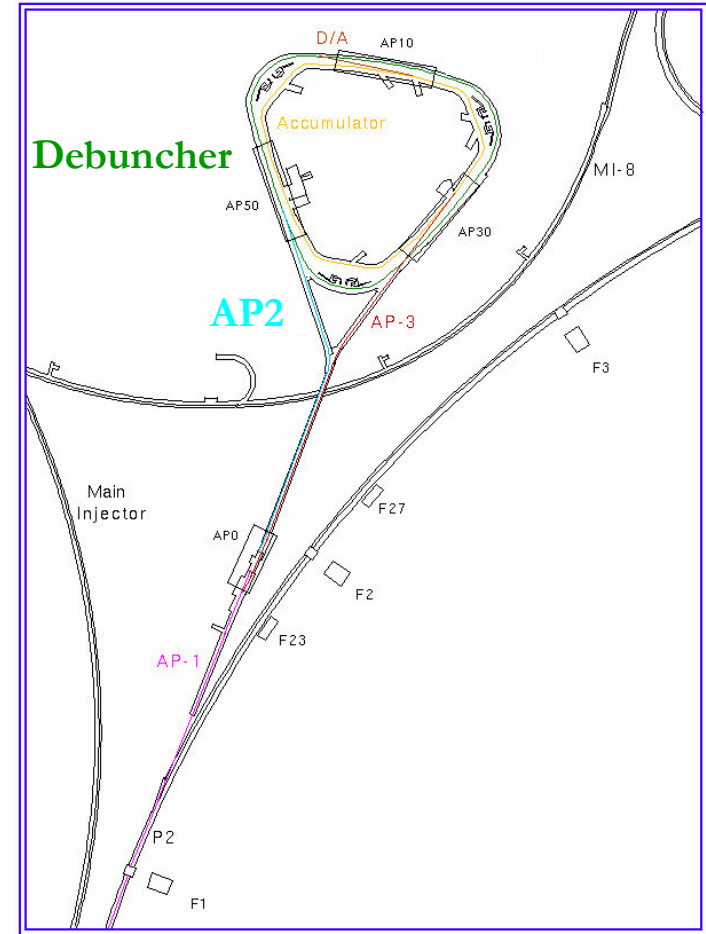 D/A
AP10
Accumulator
Debuncher
MI-8
AP50
AP30
AP2
AP-3
F3
Main
Injector
F27
AP0
F2
F23
AP-1
P2
F1